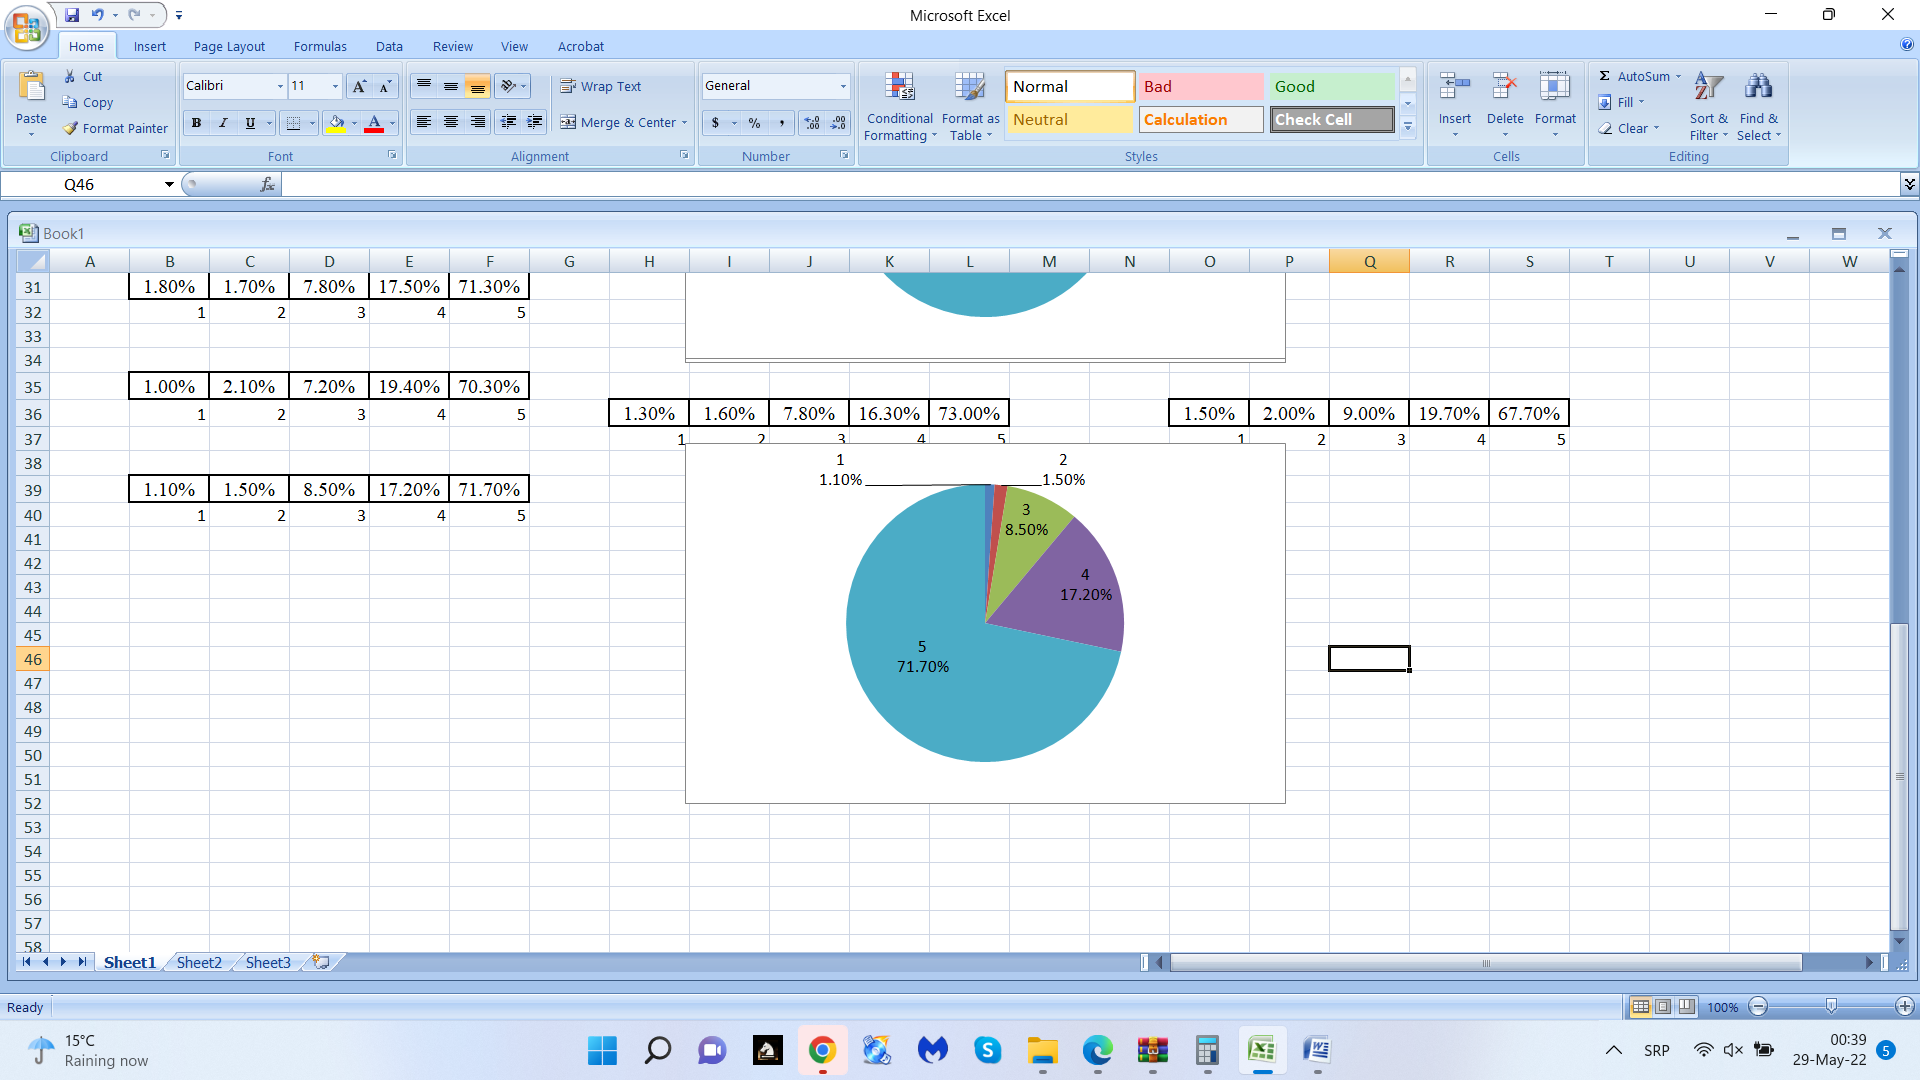 Microsoft Excel
Home Insert Page Layout Formulas Data Review View Acrobat
Paste
Cut
Copy
Format Painter
Clipboard
Calibri 11
B I U A
Font
Wrap Text
Merge & Center
Alignment
General
$ % ,
Number
Conditional Formatting
Format as Table
Normal Bad Good
Neutral Calculation Check Cell
Styles
Insert Delete Format
Cells
Σ AutoSum
Fill
Clear
Sort & Filter
Find & Select
Editing
Q46 fx
Book1
A B C D E F G H I J K L M N O P Q R S T U V W
31 1.80% 1.70% 7.80% 17.50% 71.30%
32 1 2 3 4 5
33
34
35 1.00% 2.10% 7.20% 19.40% 70.30%
36 1 2 3 4 5 1.30% 1.60% 7.80% 16.30% 73.00% 1.50% 2.00% 9.00% 19.70% 67.70%
37 1 2 3 4 5 1 2 3 4 5
38
39 1.10% 1.50% 8.50% 17.20% 71.70%
40 1 2 3 4 5
41
42
43
44
45
46
47
48
49
50
51
52
53
54
55
56
57
58
1
1.10%
2
1.50%
3
8.50%
4
17.20%
5
71.70%
Sheet1 Sheet2 Sheet3
Ready
100%
15°C
Raining now
SRP
00:39
29-May-22
5